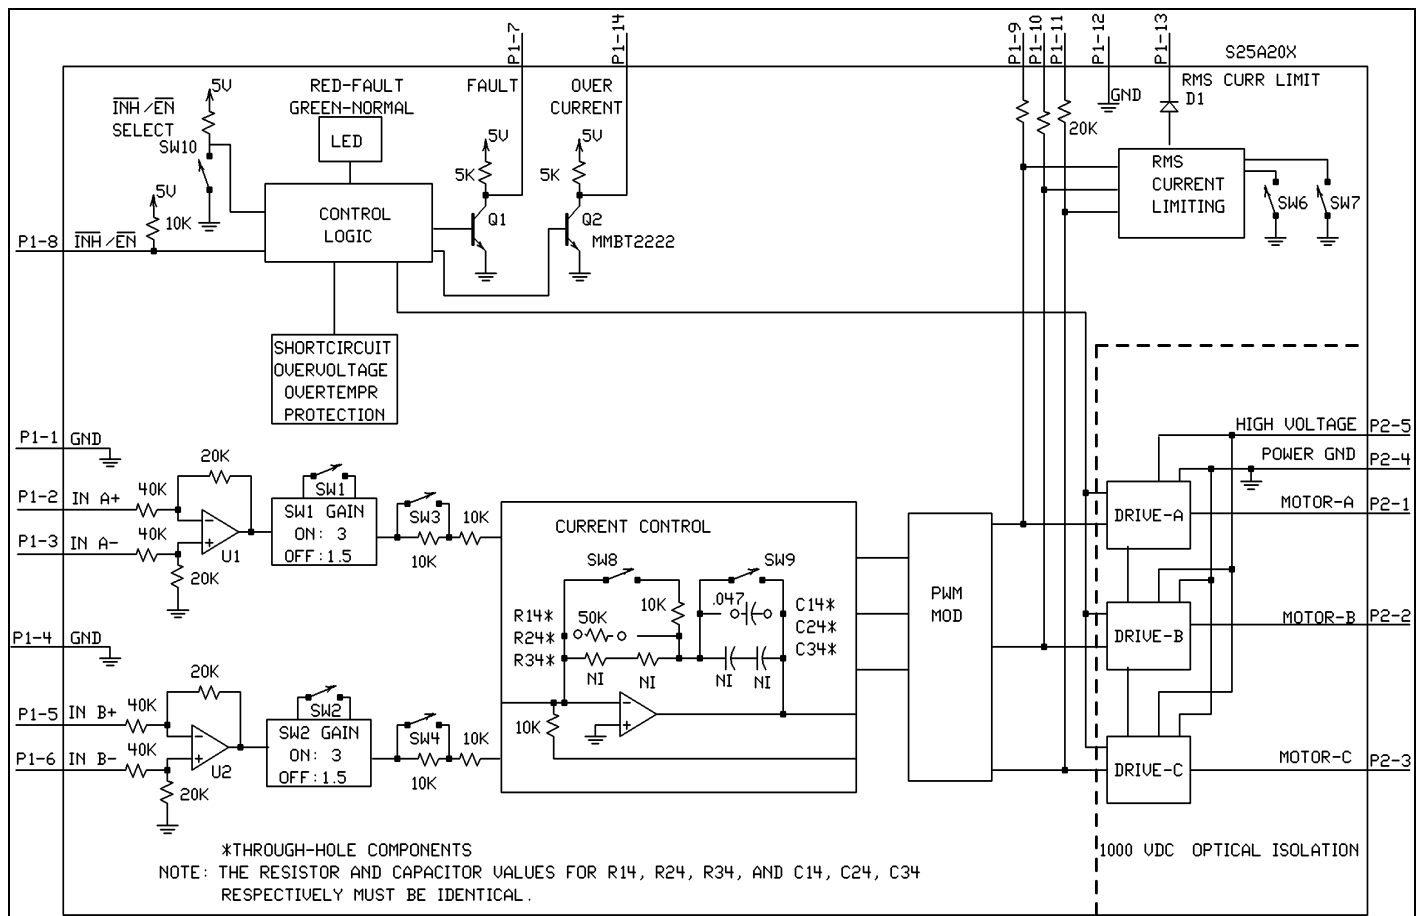 P1-7
P1-14
P1-9
P1-10
P1-11
P1-12
P1-13
S25A20X
5V
INH/EN
SELECT
SW10
RED-FAULT
GREEN-NORMAL
LED
FAULT
OVER
CURRENT
5V
5V
5K
5K
GND
20K
RMS CURR LIMIT
D1
RMS
CURRENT
LIMITING
SW6
SW7
5V
10K
P1-8
INH/EN
CONTROL
LOGIC
Q1
Q2
MMBT2222
SHORTCIRCUIT
OVERVOLTAGE
OVERTEMPR
PROTECTION
HIGH VOLTAGE
P2-5
POWER GND
P2-4
P1-1
GND
20K
P1-2
IN A+
40K
P1-3
IN A-
40K
20K
U1
SW1
SW1 GAIN
ON: 3
OFF:1.5
SW3
10K
10K
CURRENT CONTROL
SW8
SW9
10K
.047
R14*
R24*
R34*
50K
C14*
C24*
C34*
NI
NI
NI
NI
10K
PWM
MOD
DRIVE-A
MOTOR-A
P2-1
DRIVE-B
MOTOR-B
P2-2
DRIVE-C
MOTOR-C
P2-3
P1-4
GND
20K
P1-5
IN B+
40K
P1-6
IN B-
40K
20K
U2
SW2
SW2 GAIN
ON: 3
OFF:1.5
SW4
10K
10K
1000 VDC OPTICAL ISOLATION
*THROUGH-HOLE COMPONENTS
NOTE: THE RESISTOR AND CAPACITOR VALUES FOR R14, R24, R34, AND C14, C24, C34
RESPECTIVELY MUST BE IDENTICAL.